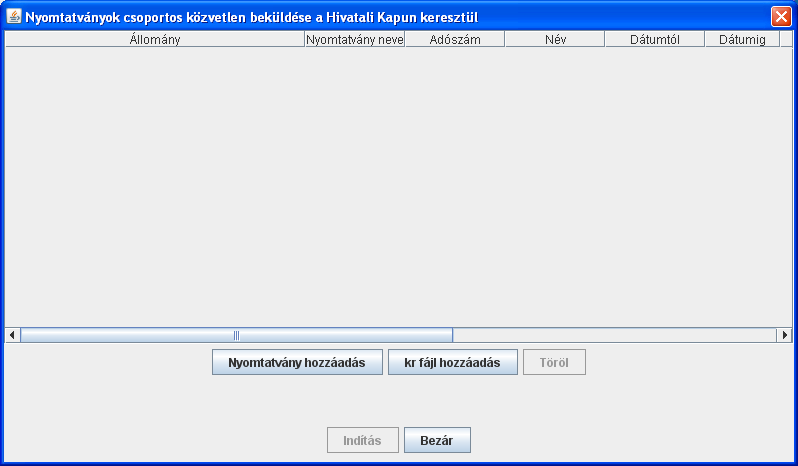 Nyomtatványok csoportos közvetlen beküldése a Hivatali Kapun keresztül
Állomány Nyomtatvány neve Adószám Név Dátumtól Dátumig
Nyomtatvány hozzáadás kr fájl hozzáadás Töröl
Indítás Bezár